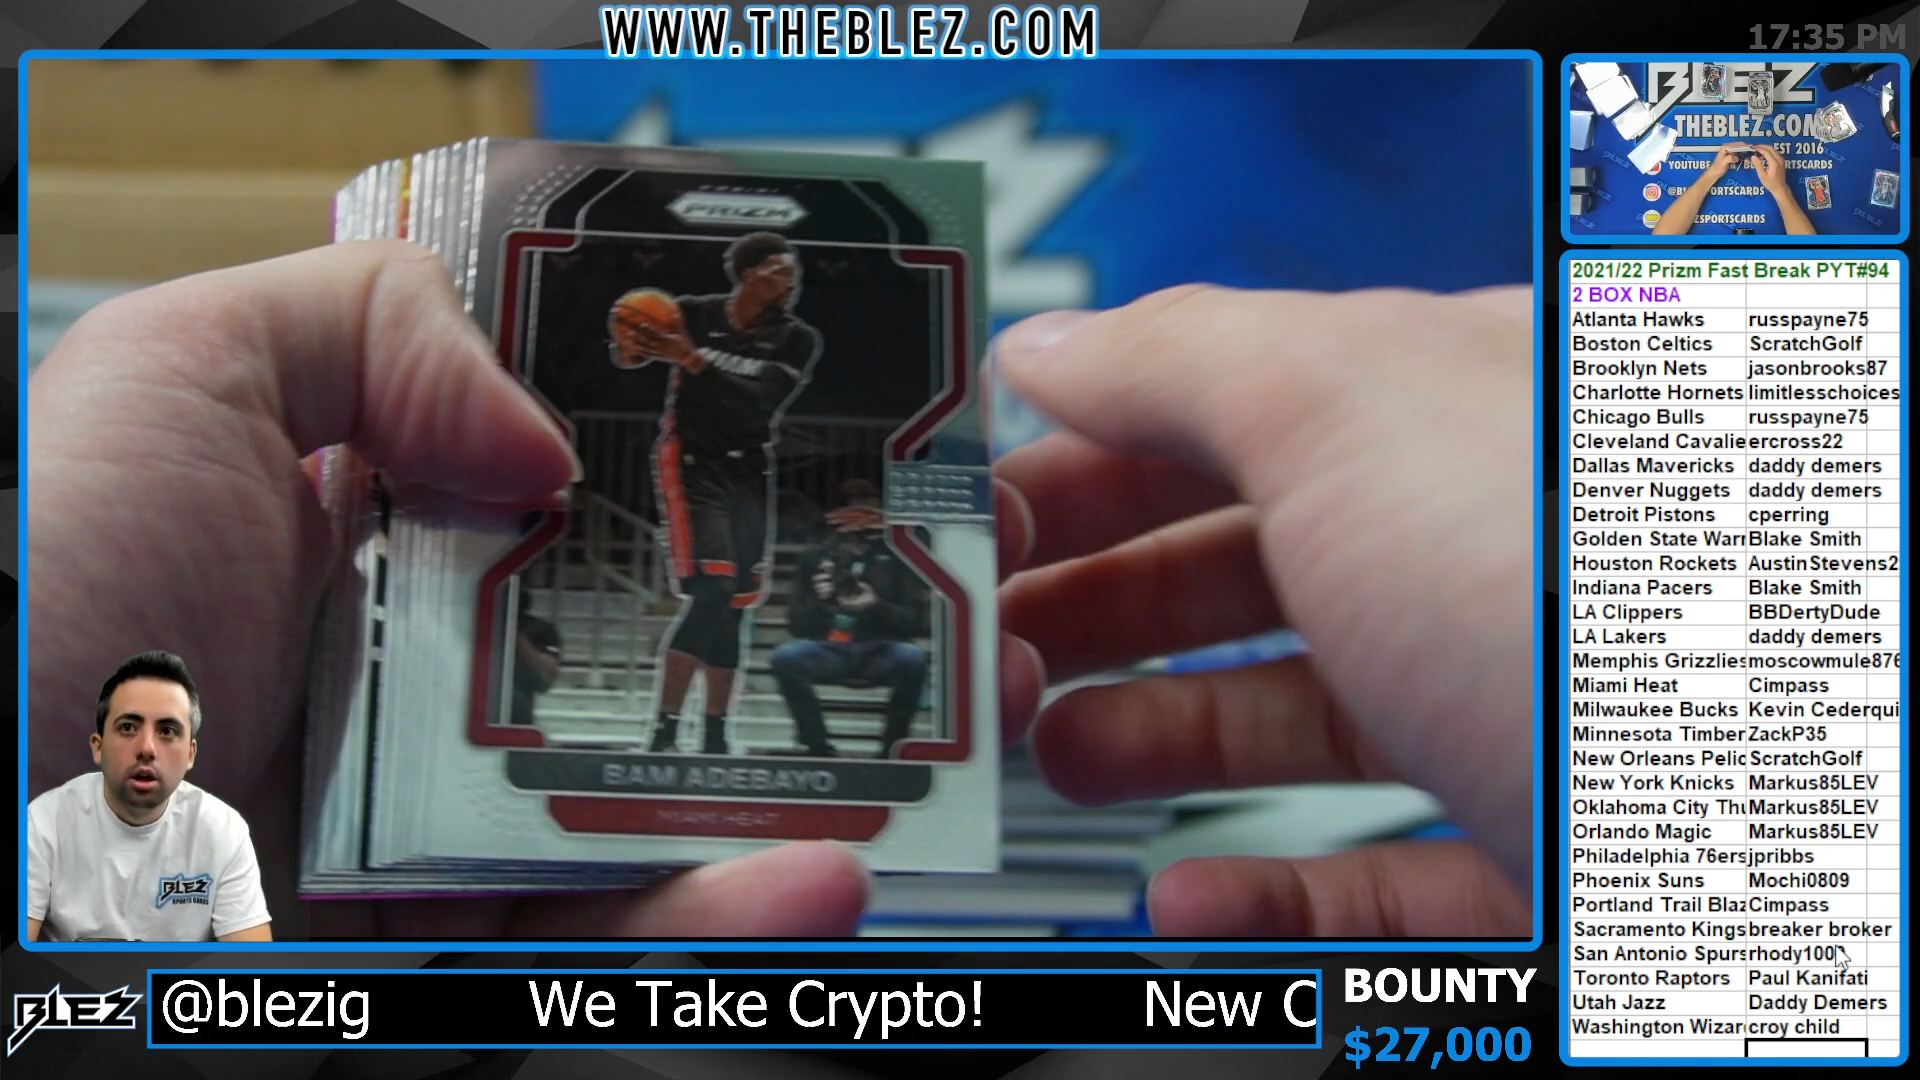 WWW.THEBLEZ.COM
17:35 PM
PRIZM
BAM ADEBAYO
MIAMI HEAT
BLEZ
THEBLEZ.COM
EST 2016
2021/22 Prizm Fast Break PYT#94
2 BOX NBA
Atlanta Hawks russpayne75
Boston Celtics ScratchGolf
Brooklyn Nets jasonbrooks87
Charlotte Hornets limitlesschoices
Chicago Bulls russpayne75
Cleveland Cavalie ercross22
Dallas Mavericks daddy demers
Denver Nuggets daddy demers
Detroit Pistons cperring
Golden State Warr Blake Smith
Houston Rockets AustinStevens2
Indiana Pacers Blake Smith
LA Clippers BBDertyDude
LA Lakers daddy demers
Memphis Grizzlies moscowmule876
Miami Heat Cimpass
Milwaukee Bucks Kevin Cederqui
Minnesota Timber ZackP35
New Orleans Pelic ScratchGolf
New York Knicks Markus85LEV
Oklahoma City Thu Markus85LEV
Orlando Magic Markus85LEV
Philadelphia 76ers jpribbs
Phoenix Suns Mochi0809
Portland Trail Blaz Cimpass
Sacramento Kings breaker broker
San Antonio Spurs
Toronto Raptors Paul Kanifati
Utah Jazz Daddy Demers
Washington Wizar croy child
BLEZ
SPORTS CARDS
BLEZ
@blezig We Take Crypto! New C
BOUNTY
$27,000